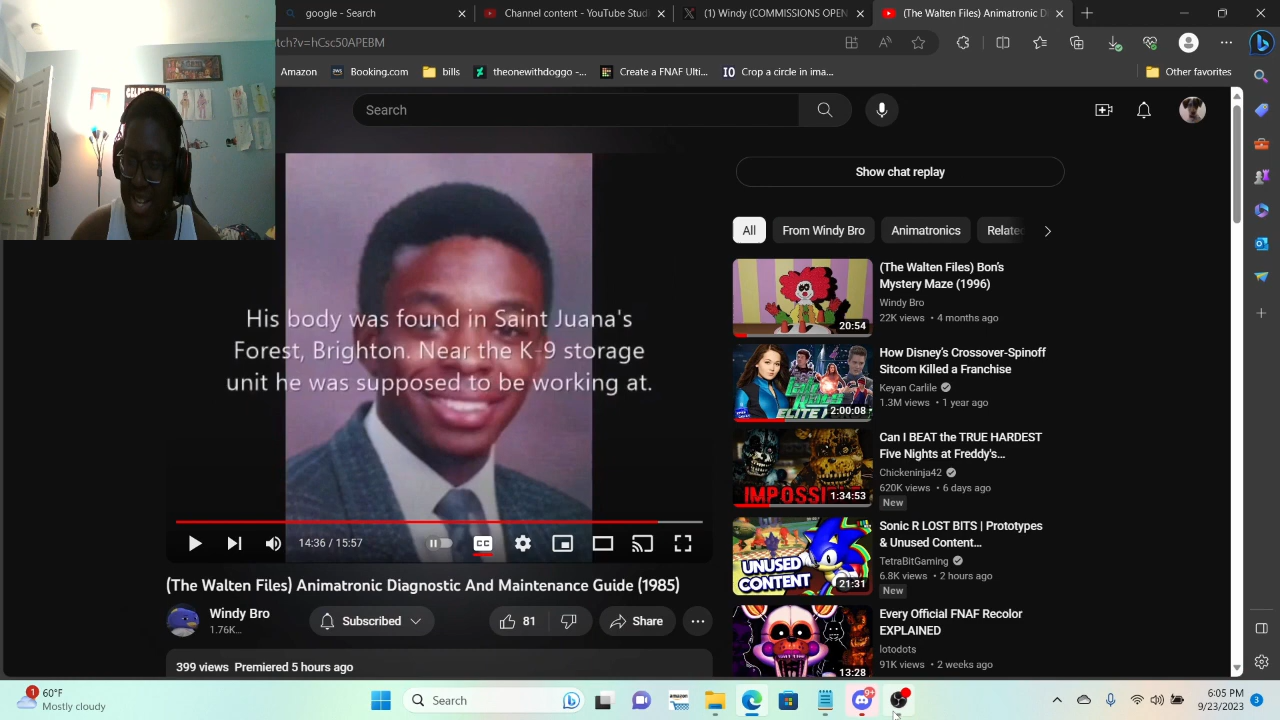 google - Search
Channel content - YouTube Stud
(1) Windy (COMMISSIONS OPEN
(The Walten Files) Animatronic D
tch?v=hCsc50APEBM
Amazon
Booking.com
bills
theonewithdoggo -...
Create a FNAF Ulti...
Crop a circle in ima...
Other favorites
Search
Show chat replay
All
From Windy Bro
Animatronics
Relate
His body was found in Saint Juana's
Forest, Brighton. Near the K-9 storage
unit he was supposed to be working at.
14:36 / 15:57
(The Walten Files) Animatronic Diagnostic And Maintenance Guide (1985)
Windy Bro
1.76K...
Subscribed
81
Share
399 views Premiered 5 hours ago
20:54
(The Walten Files) Bon's
Mystery Maze (1996)
Windy Bro
22K views • 4 months ago
2:00:08
How Disney's Crossover-Spinoff
Sitcom Killed a Franchise
Keyan Carlile
1.3M views • 1 year ago
IMPOSSI
1:34:53
Can I BEAT the TRUE HARDEST
Five Nights at Freddy's...
Chickeninja42
620K views • 6 days ago
New
UNUSED
CONTENT
21:31
Sonic R LOST BITS | Prototypes
& Unused Content...
TetraBitGaming
6.8K views • 2 hours ago
New
13:28
Every Official FNAF Recolor
EXPLAINED
lotodots
91K views • 2 weeks ago
1
60°F
Mostly cloudy
Search
9+
6:05 PM
9/23/2023
3